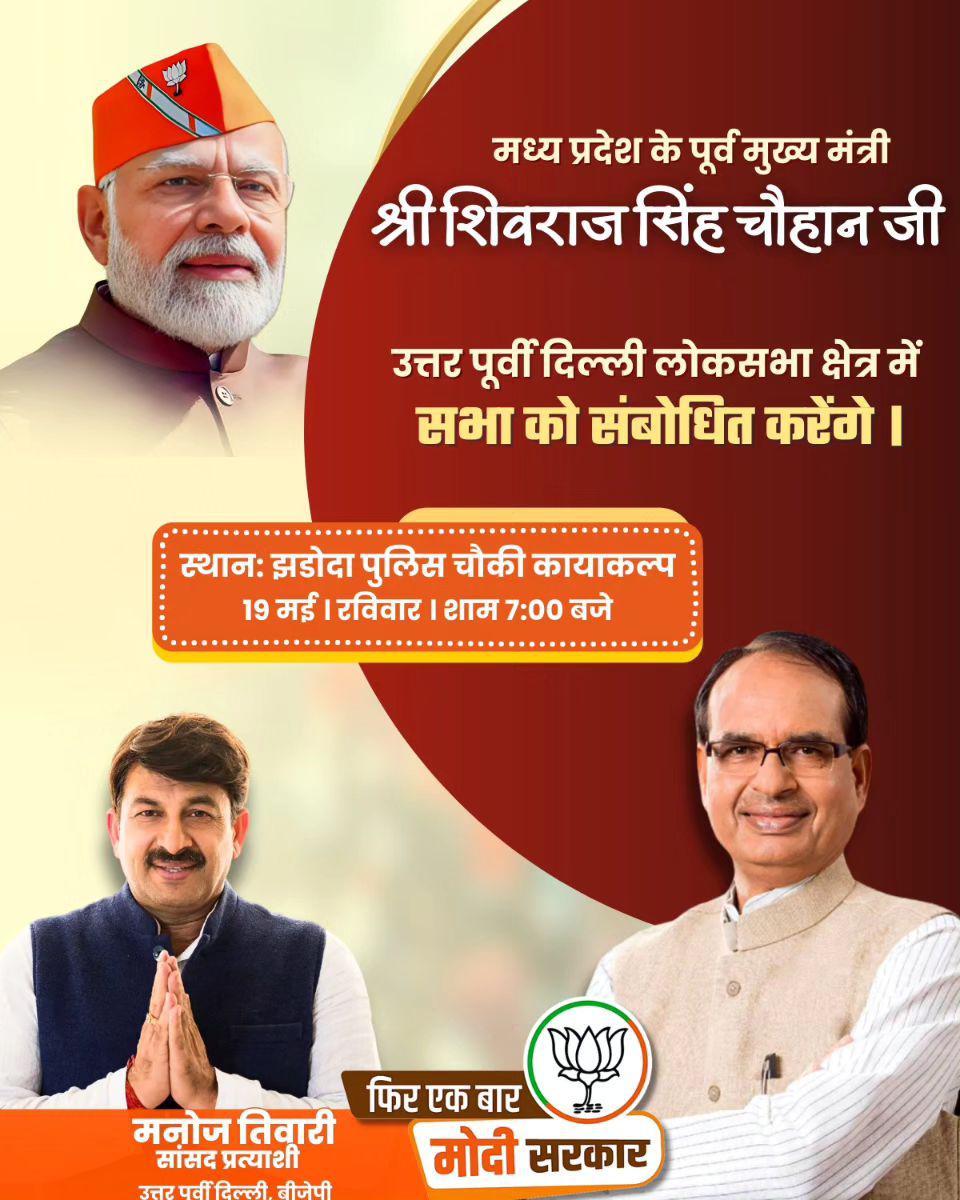 मध्य प्रदेश के पूर्व मुख्य मंत्री
श्री शिवराज सिंह चौहान जी
उत्तर पूर्वी दिल्ली लोकसभा क्षेत्र में
सभा को संबोधित करेंगे ।
स्थान: झडोदा पुलिस चौकी कायाकल्प
19 मई । रविवार । शाम 7:00 बजे
मनोज तिवारी
सांसद प्रत्याशी
उत्तर पूर्वी दिल्ली, बीजेपी
फिर एक बार
मोदी सरकार